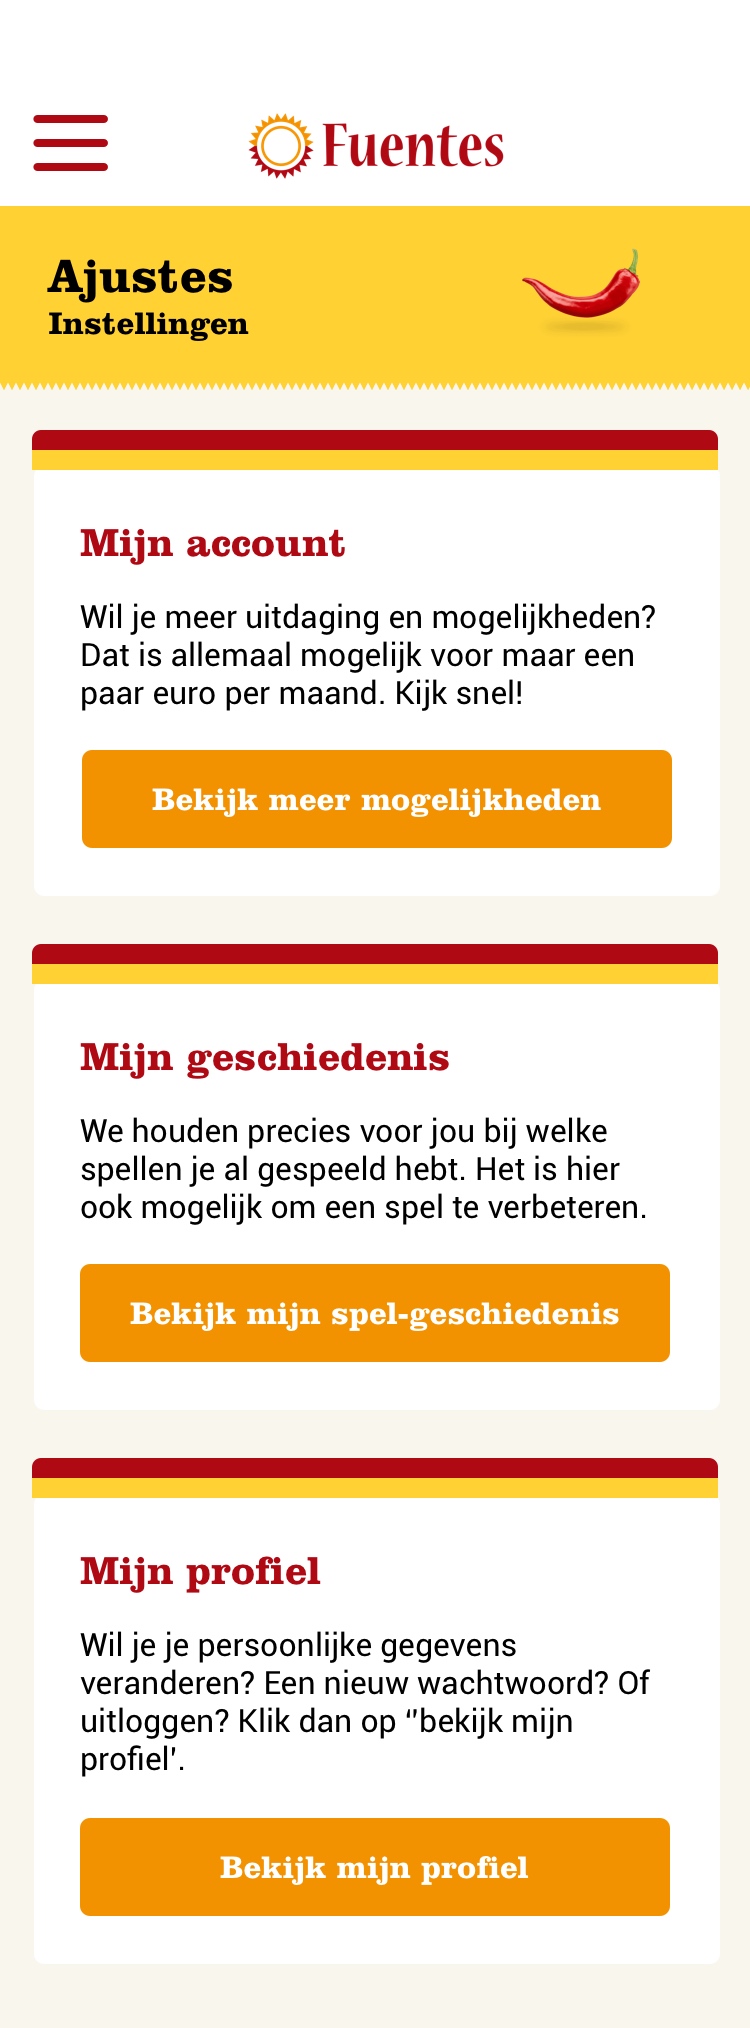 Fuentes
Ajustes
Instellingen
Mijn account
Wil je meer uitdaging en mogelijkheden?
Dat is allemaal mogelijk voor maar een
paar euro per maand. Kijk snel!
Bekijk meer mogelijkheden
Mijn geschiedenis
We houden precies voor jou bij welke
spellen je al gespeeld hebt. Het is hier
ook mogelijk om een spel te verbeteren.
Bekijk mijn spel-geschiedenis
Mijn profiel
Wil je je persoonlijke gegevens
veranderen? Een nieuw wachtwoord? Of
uitloggen? Klik dan op ‘'bekijk mijn
profiel'.
Bekijk mijn profiel